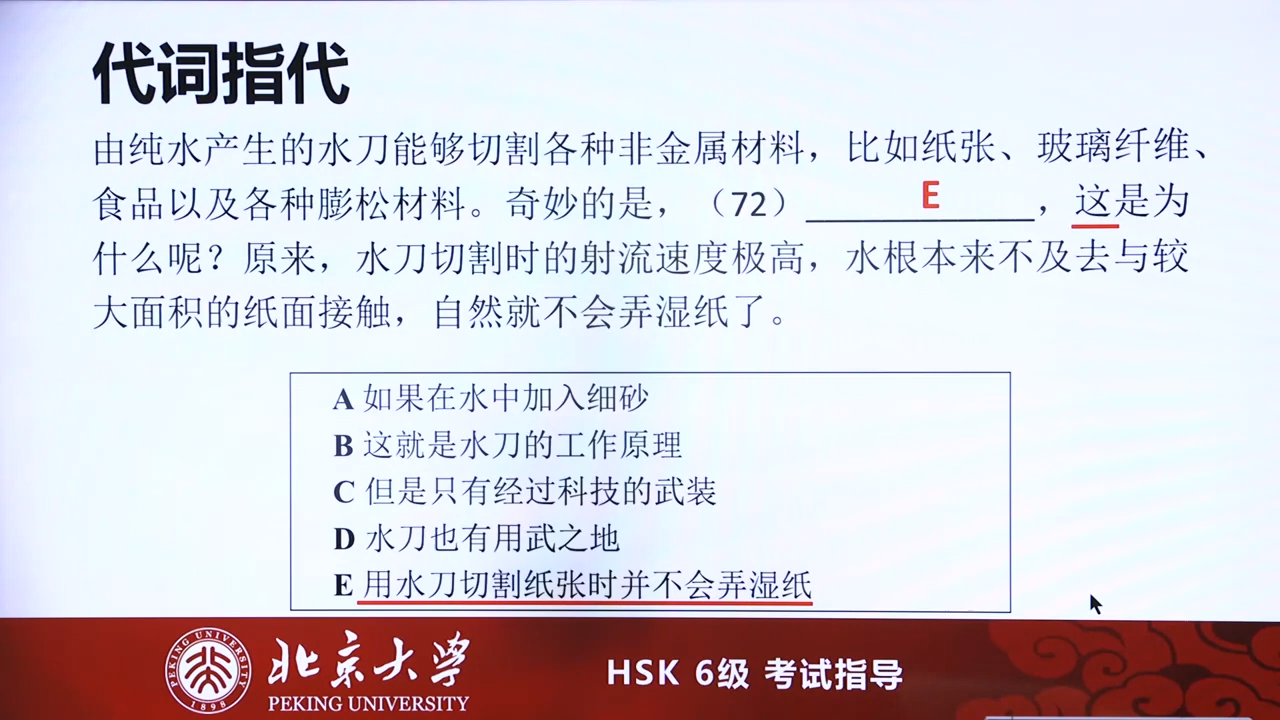 代词指代
由纯水产生的水刀能够切割各种非金属材料，比如纸张、玻璃纤维、
食品以及各种膨松材料。奇妙的是，（72）E，这是为
什么呢？原来，水刀切割时的射流速度极高，水根本来不及去与较
大面积的纸面接触，自然就不会弄湿纸了。
A 如果在水中加入细砂
B 这就是水刀的工作原理
C 但是只有经过科技的武装
D 水刀也有用武之地
E 用水刀切割纸张时并不会弄湿纸
PEKING UNIVERSITY
1898
北京大学
PEKING UNIVERSITY
HSK 6级 考试指导